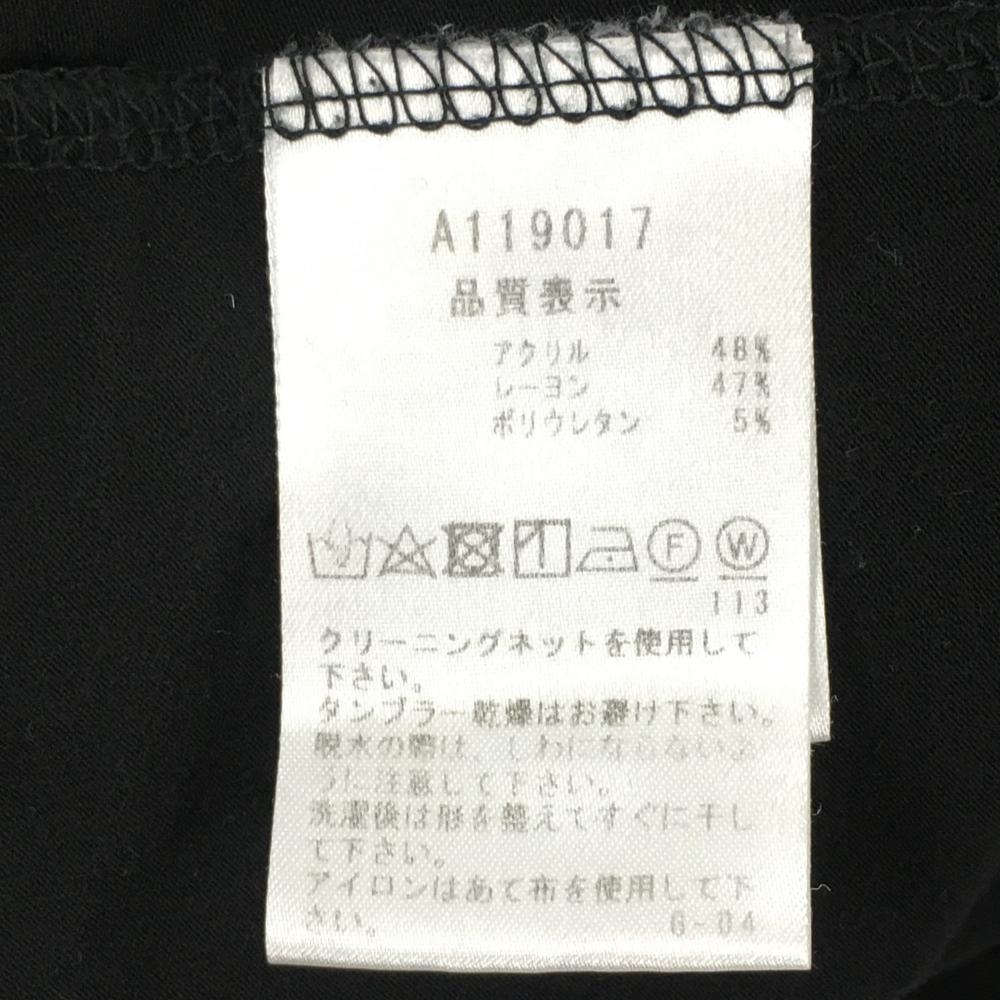 A119017
品質表示
アクリル 48%
レーヨン 47%
ポリウレタン 5%
F W
113
クリーニングネットを使用して
下さい。
タンブラー乾燥はお避け下さい。
脱水の際は、しわにならないよ
うに注意して下さい。
洗濯後は形を整えてすぐに干し
て下さい。
アイロンはあて布を使用して下
さい。 G-04